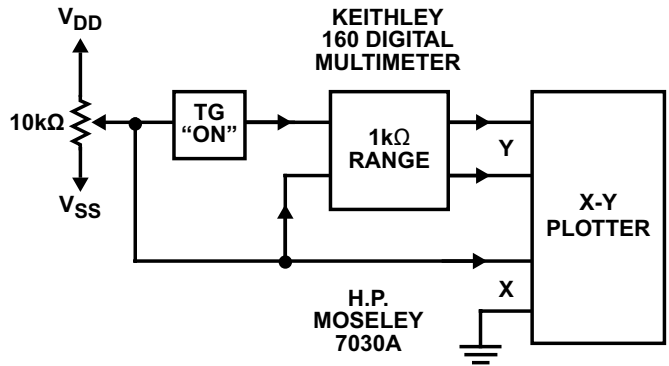 VDD
KEITHLEY
160 DIGITAL
MULTIMETER
10kΩ
TG
“ON”
1kΩ
RANGE
Y
X-Y
PLOTTER
VSS
X
H.P.
MOSELEY
7030A